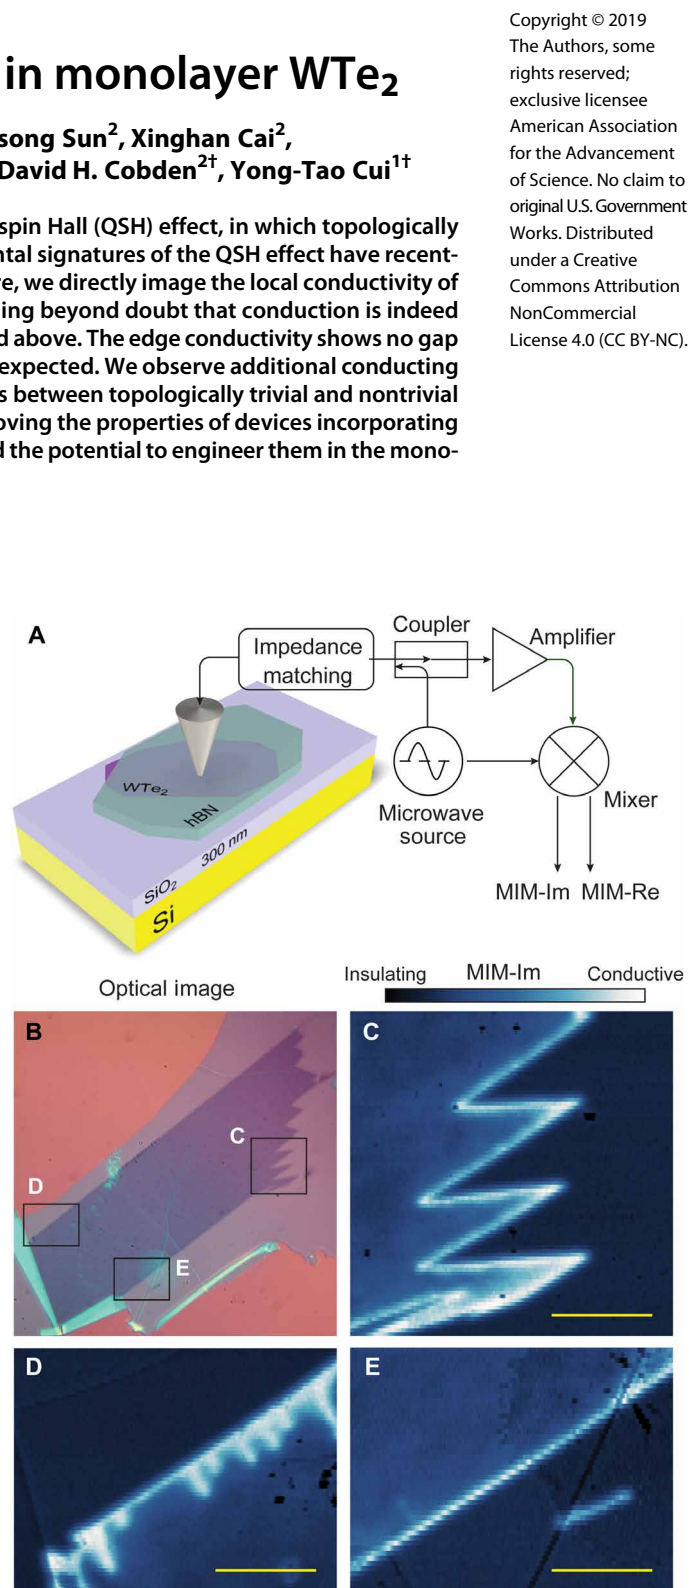 Copyright © 2019
The Authors, some
rights reserved;
exclusive licensee
American Association
for the Advancement
of Science. No claim to
original U.S. Government
Works. Distributed
under a Creative
Commons Attribution
NonCommercial
License 4.0 (CC BY-NC).
in monolayer WTe₂
song Sun², Xinghan Cai²,
David H. Cobden²†, Yong-Tao Cui¹†
spin Hall (QSH) effect, in which topologically
ntal signatures of the QSH effect have recent-
re, we directly image the local conductivity of
ing beyond doubt that conduction is indeed
d above. The edge conductivity shows no gap
expected. We observe additional conducting
s between topologically trivial and nontrivial
oving the properties of devices incorporating
d the potential to engineer them in the mono-
A
Impedance
matching
Coupler
Amplifier
Microwave
source
Mixer
MIM-Im MIM-Re
WTe₂
hBN
SiO₂ 300 nm
Si
Optical image
Insulating MIM-Im Conductive
B
C
D
E
C
D
E